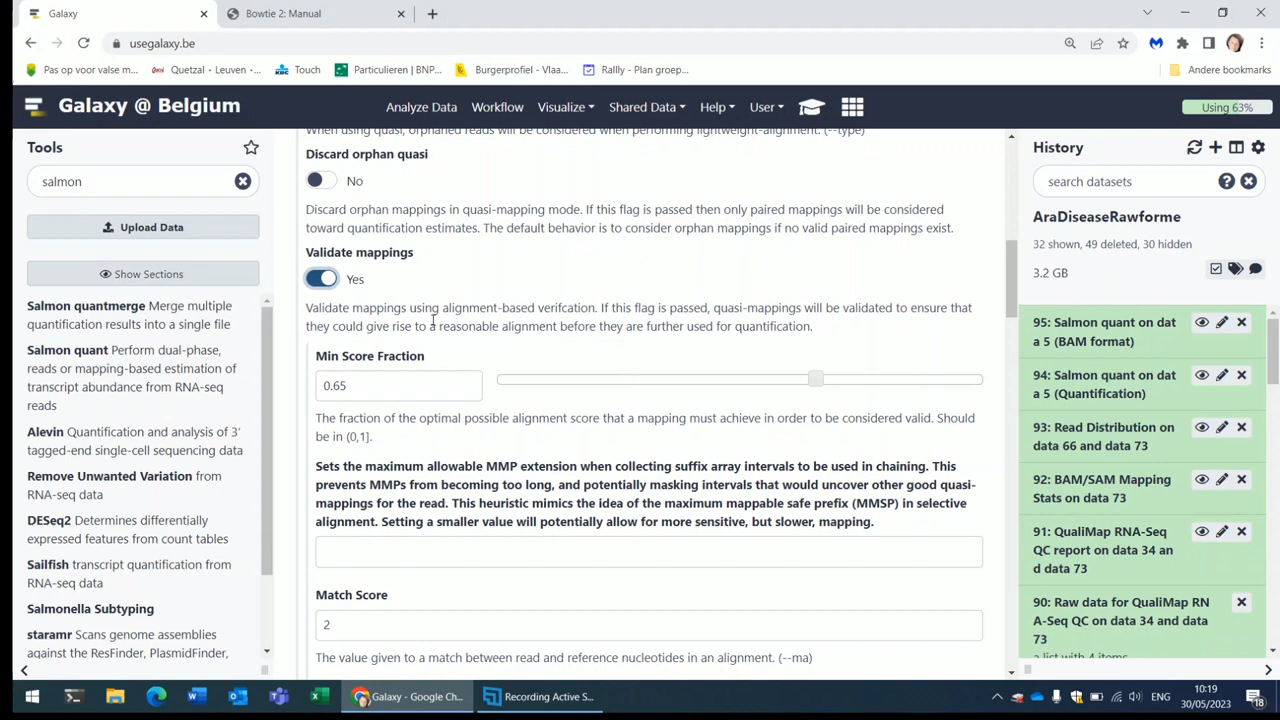 Galaxy
Bowtie 2: Manual
usegalaxy.be
Pas op voor valse m...
Quetzal - Leuven - ...
Touch
Particulieren | BNP...
Burgerprofiel - Vlaa...
Rallly - Plan groep...
Andere bookmarks
Galaxy @ Belgium
Analyze Data
Workflow
Visualize
Shared Data
Help
User
Using 63%
Tools
salmon
Upload Data
Show Sections
Salmon quantmerge Merge multiple
quantification results into a single file
Salmon quant Perform dual-phase,
reads or mapping-based estimation of
transcript abundance from RNA-seq
reads
Alevin Quantification and analysis of 3'
tagged-end single-cell sequencing data
Remove Unwanted Variation from
RNA-seq data
DESeq2 Determines differentially
expressed features from count tables
Sailfish transcript quantification from
RNA-seq data
Salmonella Subtyping
staramr Scans genome assemblies
against the ResFinder, PlasmidFinder,
When using quasi, orphaned reads will be considered when performing lightweight-alignment. (--type)
Discard orphan quasi
No
Discard orphan mappings in quasi-mapping mode. If this flag is passed then only paired mappings will be considered
toward quantification estimates. The default behavior is to consider orphan mappings if no valid paired mappings exist.
Validate mappings
Yes
Validate mappings using alignment-based verifcation. If this flag is passed, quasi-mappings will be validated to ensure that
they could give rise to a reasonable alignment before they are further used for quantification.
Min Score Fraction
0.65
The fraction of the optimal possible alignment score that a mapping must achieve in order to be considered valid. Should
be in (0,1].
Sets the maximum allowable MMP extension when collecting suffix array intervals to be used in chaining. This
prevents MMPs from becoming too long, and potentially masking intervals that would uncover other good quasi-
mappings for the read. This heuristic mimics the idea of the maximum mappable safe prefix (MMSP) in selective
alignment. Setting a smaller value will potentially allow for more sensitive, but slower, mapping.
Match Score
2
The value given to a match between read and reference nucleotides in an alignment. (--ma)
History
search datasets
AraDiseaseRawforme
32 shown, 49 deleted, 30 hidden
3.2 GB
95: Salmon quant on dat
a 5 (BAM format)
94: Salmon quant on dat
a 5 (Quantification)
93: Read Distribution on
data 66 and data 73
92: BAM/SAM Mapping
Stats on data 73
91: QualiMap RNA-Seq
QC report on data 34 an
d data 73
90: Raw data for QualiMap RN
A-Seq QC on data 34 and data
73
a list with 4 items
Galaxy - Google Ch...
Recording Active S...
ENG
10:19
30/05/2023
18